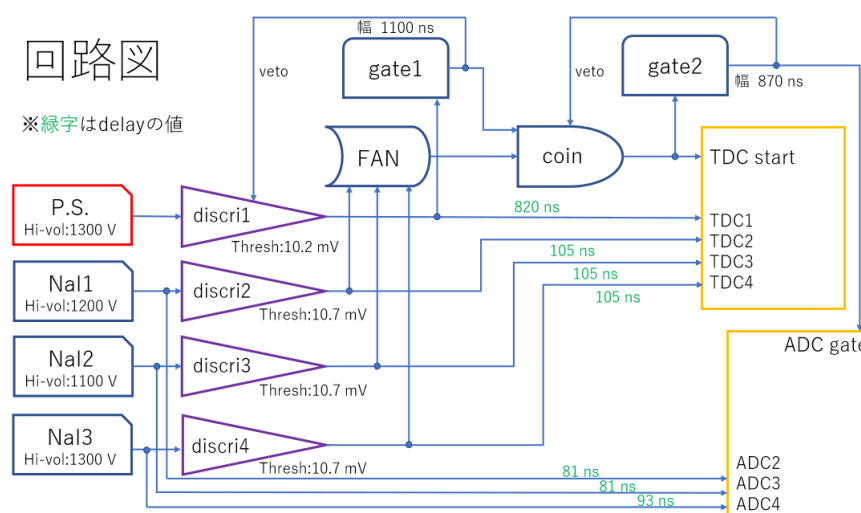 回路図
※緑字はdelayの値
幅 1100 ns
gate1
veto
gate2
veto
幅 870 ns
FAN
coin
TDC start
P.S.
Hi-vol:1300 V
discri1
Thresh:10.2 mV
820 ns
TDC1
TDC2
TDC3
TDC4
NaI1
Hi-vol:1200 V
discri2
Thresh:10.7 mV
105 ns
105 ns
105 ns
NaI2
Hi-vol:1100 V
discri3
Thresh:10.7 mV
ADC gate
NaI3
Hi-vol:1300 V
discri4
Thresh:10.7 mV
81 ns
81 ns
93 ns
ADC2
ADC3
ADC4